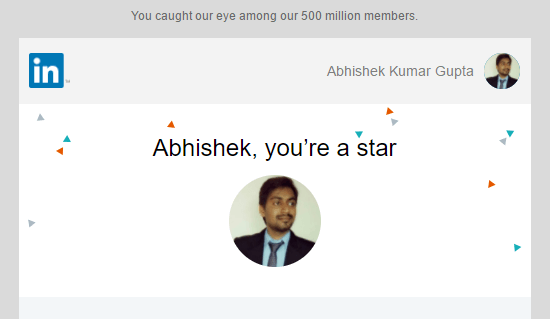 You caught our eye among our 500 million members.
in
Abhishek Kumar Gupta
Abhishek, you’re a star